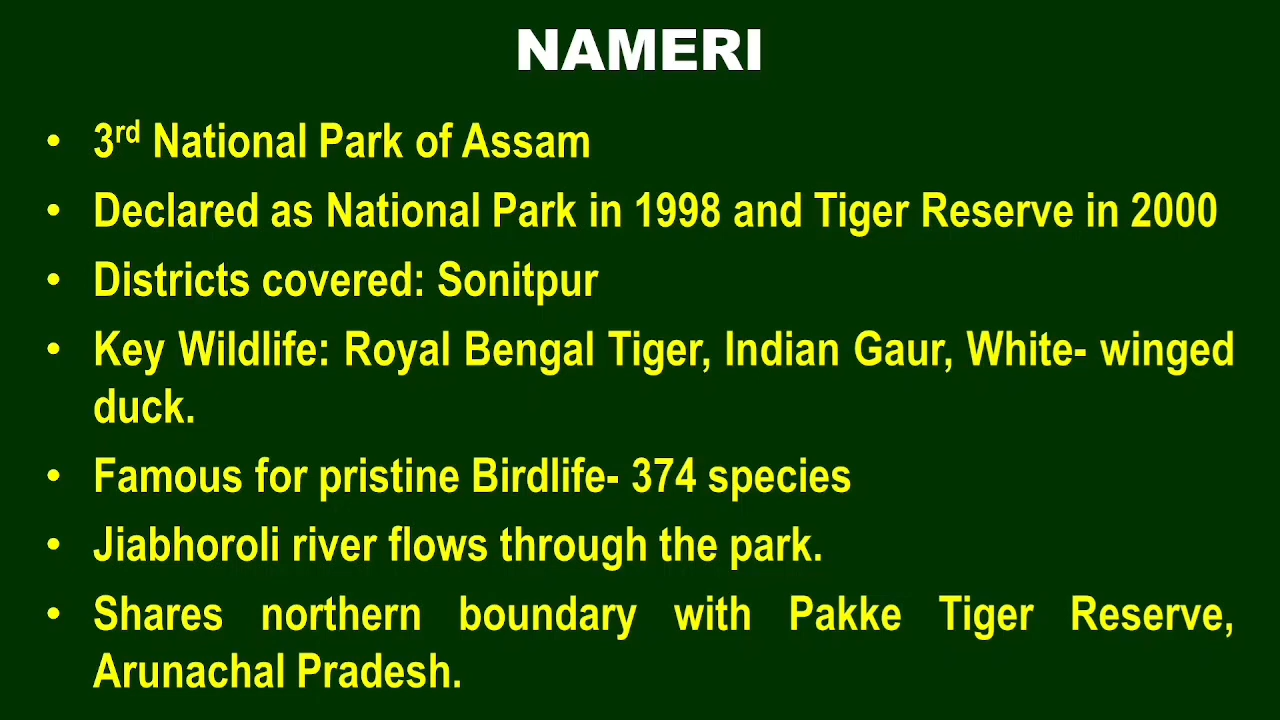 NAMERI
• 3rd National Park of Assam
• Declared as National Park in 1998 and Tiger Reserve in 2000
• Districts covered: Sonitpur
• Key Wildlife: Royal Bengal Tiger, Indian Gaur, White- winged
duck.
• Famous for pristine Birdlife- 374 species
• Jiabhoroli river flows through the park.
• Shares northern boundary with Pakke Tiger Reserve,
Arunachal Pradesh.